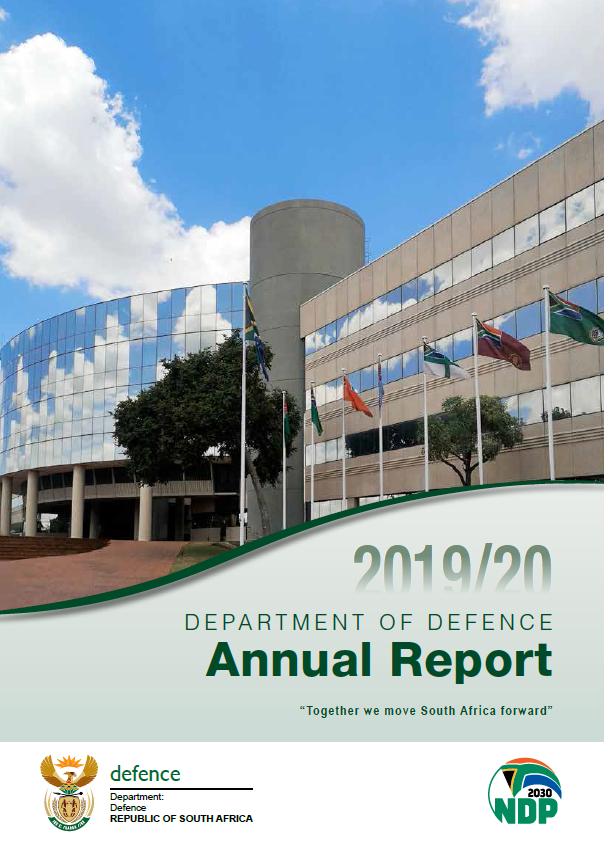 2019/20
DEPARTMENT OF DEFENCE
Annual Report
“Together we move South Africa forward”
defence
Department:
Defence
REPUBLIC OF SOUTH AFRICA
2030
NDP